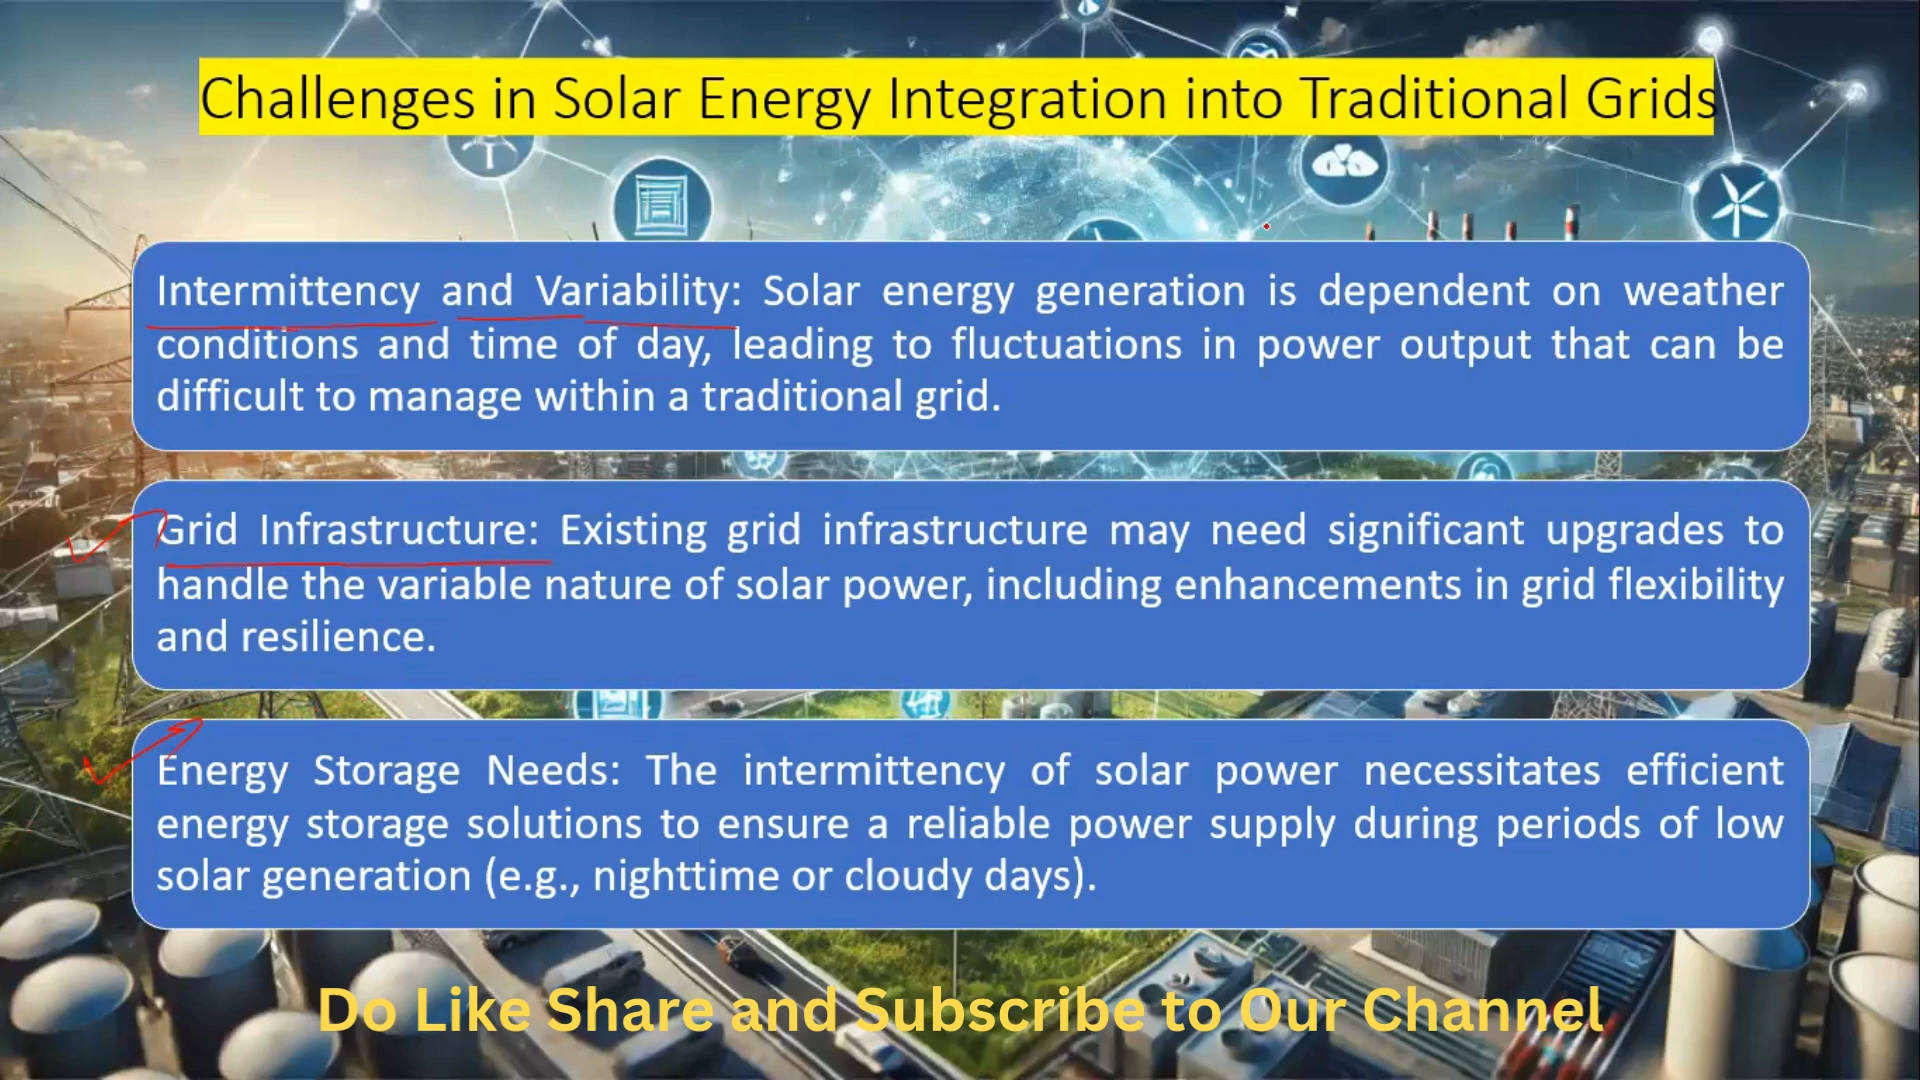 Challenges in Solar Energy Integration into Traditional Grids
Intermittency and Variability: Solar energy generation is dependent on weather
conditions and time of day, leading to fluctuations in power output that can be
difficult to manage within a traditional grid.
Grid Infrastructure: Existing grid infrastructure may need significant upgrades to
handle the variable nature of solar power, including enhancements in grid flexibility
and resilience.
Energy Storage Needs: The intermittency of solar power necessitates efficient
energy storage solutions to ensure a reliable power supply during periods of low
solar generation (e.g., nighttime or cloudy days).
Do Like Share and Subscribe to Our Channel